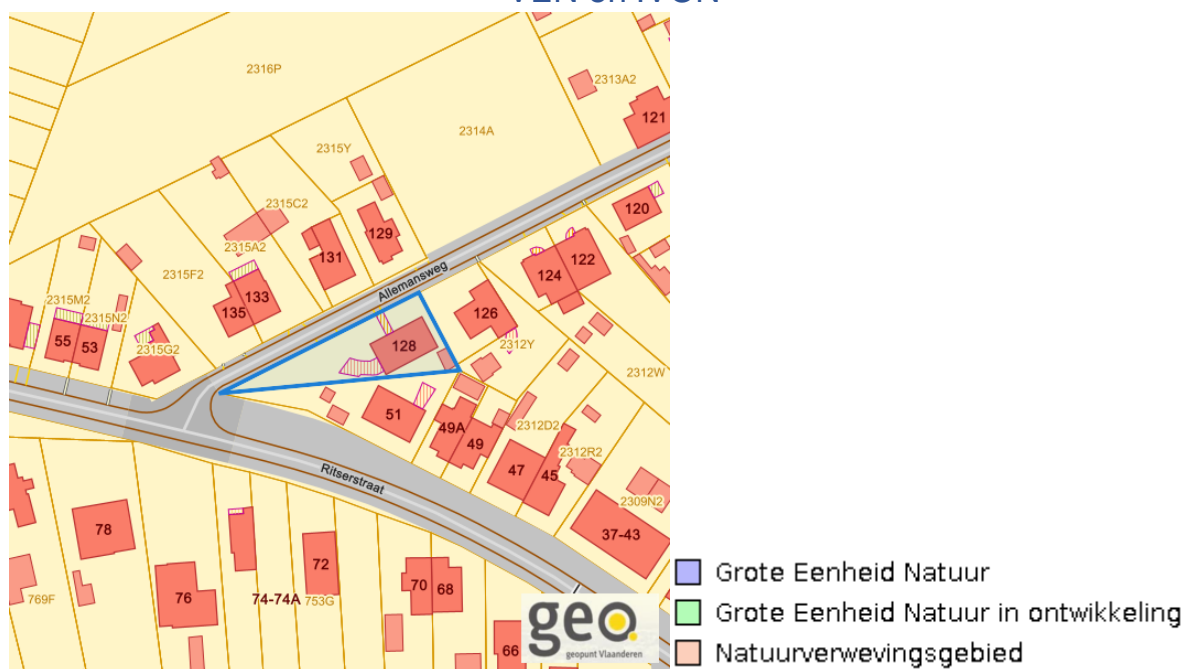 2316P
2313A2
121
2314A
2315Y
2315C2
120
129
2315A2
131
122
124
2315F2
Allemansweg
133
2315M2
135
126
2315N2
55
53
2315G2
128
2312Y
2312W
51
49A
49
2312D2
2312R2
47
45
Ritserstraat
2309N2
78
37-43
72
70
68
76
74-74A
753G
769F
66
geo
geopunt Vlaanderen
Grote Eenheid Natuur
Grote Eenheid Natuur in ontwikkeling
Natuurverwevingsgebied